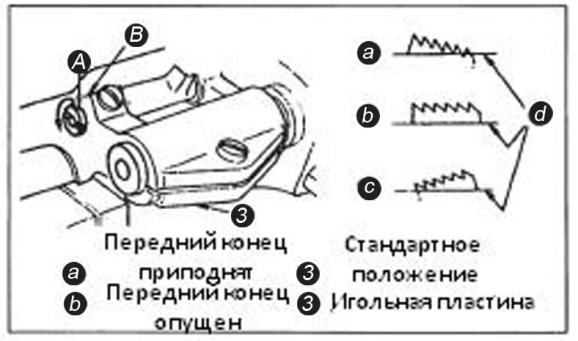 A
B
3
a
b
c
d
Передний конец
a приподнят
b Передний конец
опущен
Стандартное
3 положение
3 Игольная пластина